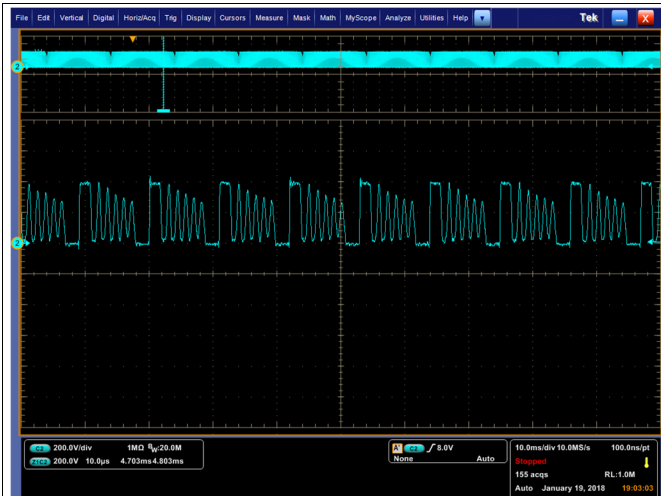 File Edit Vertical Digital Horiz/Acq Trig Display Cursors Measure Mask Math MyScope Analyze Utilities Help Tek X
2
2
C2 200.0V/div 1MΩ BW:20.0M
Z1C2 200.0V 10.0µs 4.703ms 4.803ms
A' C2 8.0V
None Auto
10.0ms/div 10.0MS/s 100.0ns/pt
Stopped
155 acqs RL:1.0M
Auto January 19, 2018 19:03:03